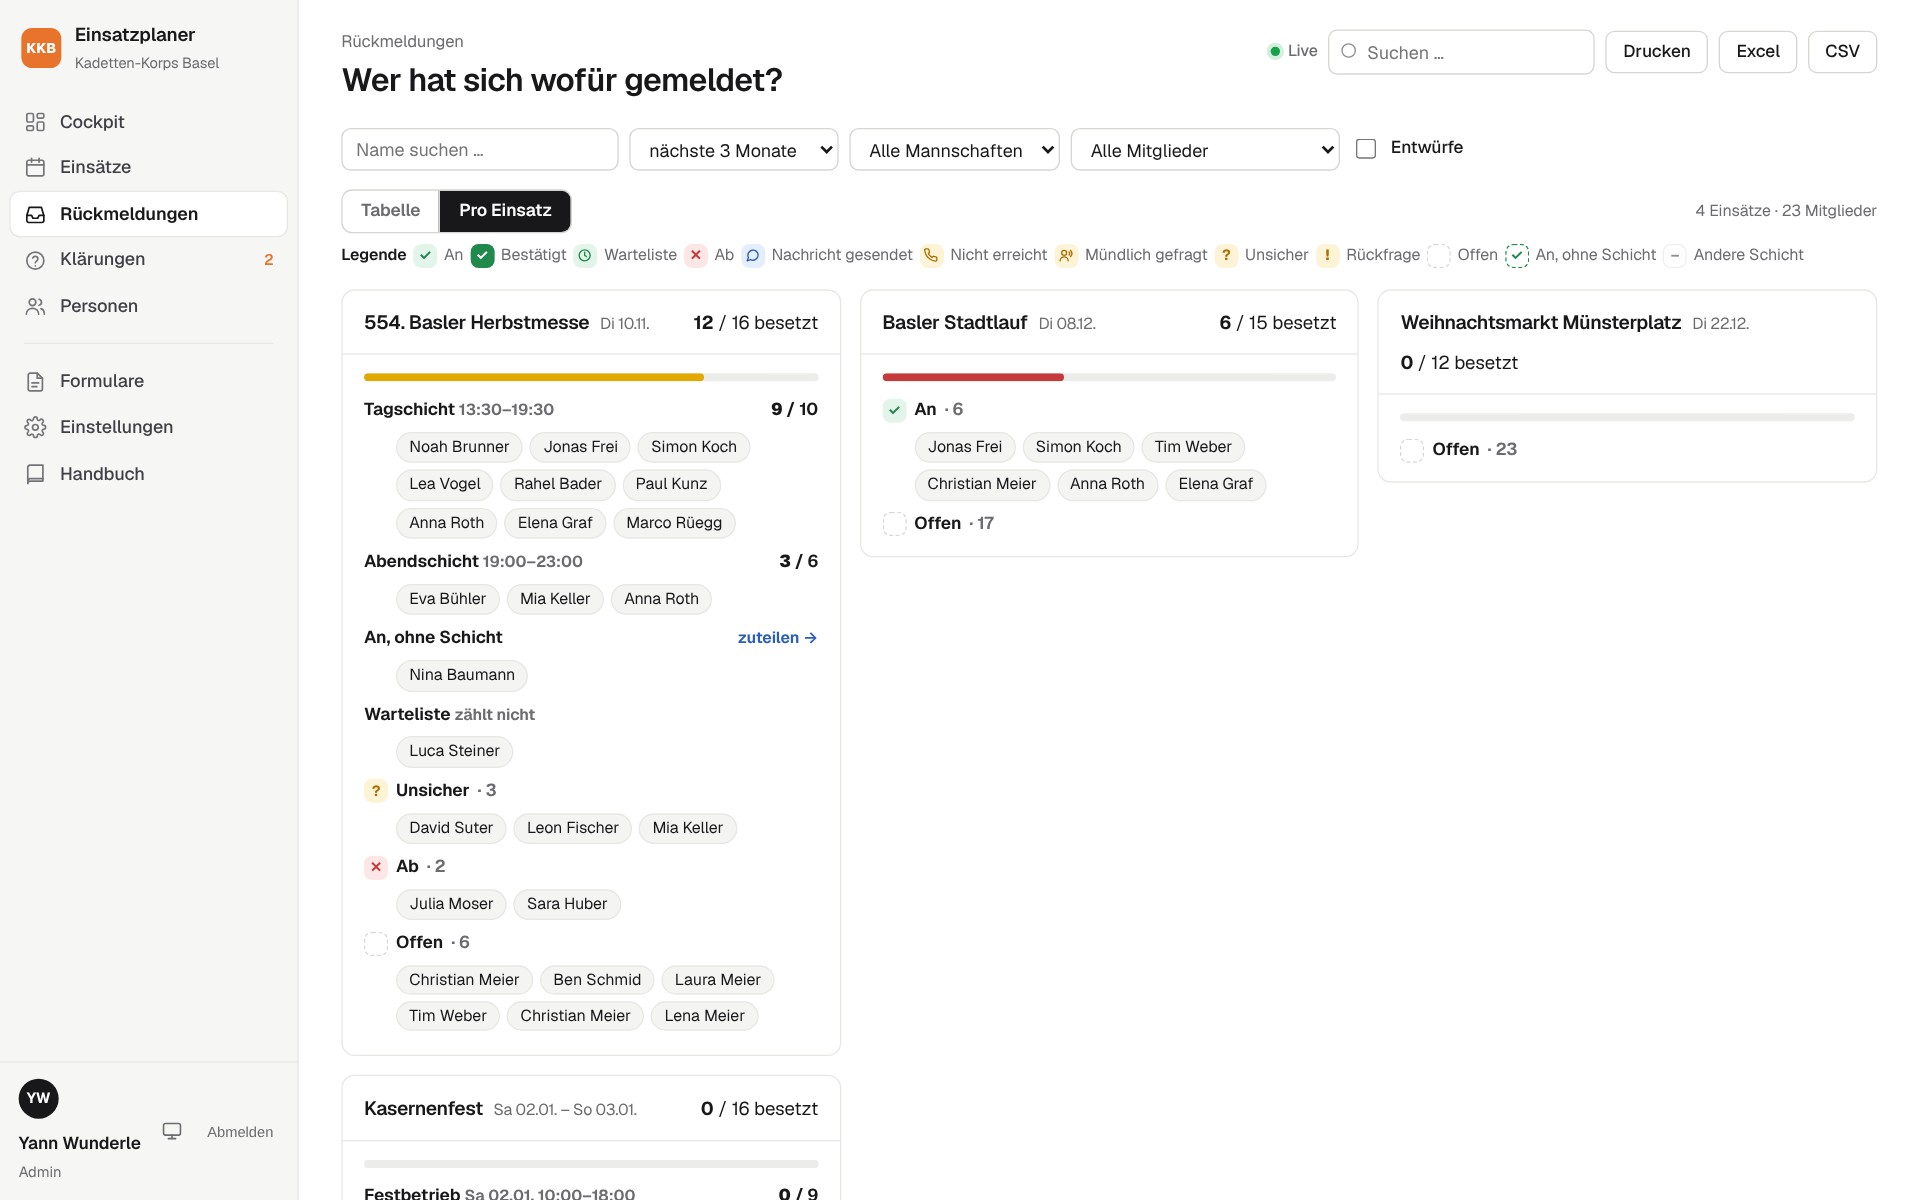 KKB
Einsatzplaner
Kadetten-Korps Basel
Cockpit
Einsätze
Rückmeldungen
Klärungen 2
Personen
Formulare
Einstellungen
Handbuch
YW
Yann Wunderle
Admin
Abmelden
Rückmeldungen
Wer hat sich wofür gemeldet?
Live
Suchen …
Drucken
Excel
CSV
Name suchen …
nächste 3 Monate
Alle Mannschaften
Alle Mitglieder
Entwürfe
Tabelle
Pro Einsatz
4 Einsätze · 23 Mitglieder
Legende An Bestätigt Warteliste Ab Nachricht gesendet Nicht erreicht Mündlich gefragt ? Unsicher ! Rückfrage Offen An, ohne Schicht – Andere Schicht
554. Basler Herbstmesse Di 10.11. 12 / 16 besetzt
Tagschicht 13:30–19:30 9 / 10
Noah Brunner Jonas Frei Simon Koch
Lea Vogel Rahel Bader Paul Kunz
Anna Roth Elena Graf Marco Rüegg
Abendschicht 19:00–23:00 3 / 6
Eva Bühler Mia Keller Anna Roth
An, ohne Schicht zuteilen →
Nina Baumann
Warteliste zählt nicht
Luca Steiner
? Unsicher · 3
David Suter Leon Fischer Mia Keller
Ab · 2
Julia Moser Sara Huber
Offen · 6
Christian Meier Ben Schmid Laura Meier
Tim Weber Christian Meier Lena Meier
Basler Stadtlauf Di 08.12. 6 / 15 besetzt
An · 6
Jonas Frei Simon Koch Tim Weber
Christian Meier Anna Roth Elena Graf
Offen · 17
Weihnachtsmarkt Münsterplatz Di 22.12.
0 / 12 besetzt
Offen · 23
Kasernenfest Sa 02.01. – So 03.01. 0 / 16 besetzt
Festbetrieb Sa 02.01. 10:00–18:00 0 / 9